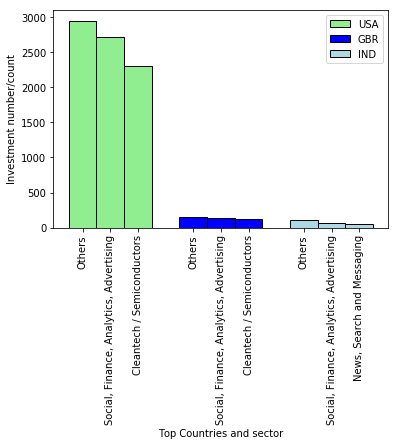 3000
2500
2000
1500
1000
500
0
Investment number/count
USA
GBR
IND
Others
Social, Finance, Analytics, Advertising
Cleantech / Semiconductors
Others
Social, Finance, Analytics, Advertising
Cleantech / Semiconductors
Others
Social, Finance, Analytics, Advertising
News, Search and Messaging
Top Countries and sector